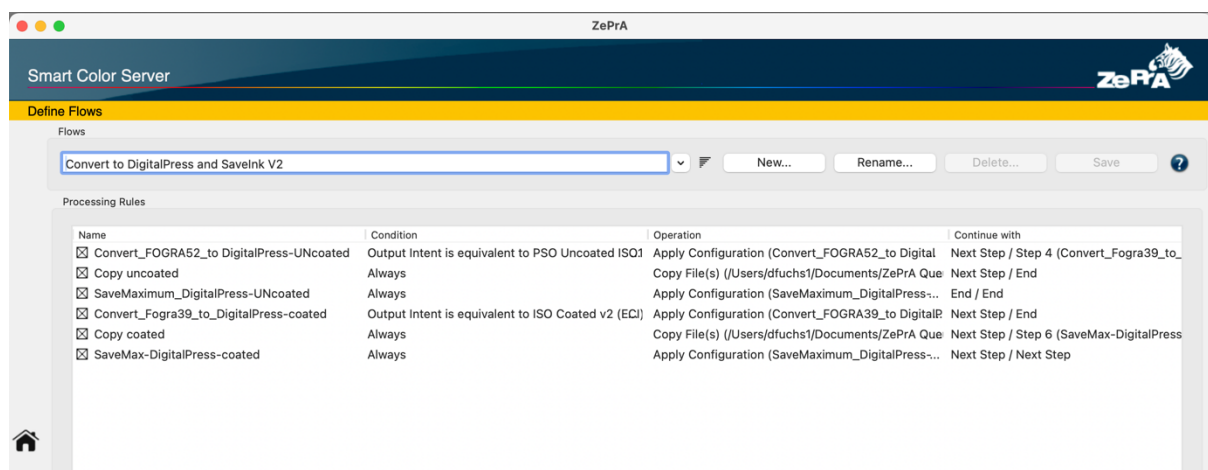 ZePrA
Smart Color Server
ZePrA
Define Flows
Flows
Convert to DigitalPress and SaveInk V2
New...
Rename...
Delete...
Save
?
Processing Rules
Name Condition Operation Continue with
Convert_FOGRA52_to DigitalPress-UNcoated Output Intent is equivalent to PSO Uncoated ISO1 Apply Configuration (Convert_FOGRA52_to Digital. Next Step / Step 4 (Convert_Fogra39_to_
Copy uncoated Always Copy File(s) (/Users/dfuchs1/Documents/ZePrA Que Next Step / End
SaveMaximum_DigitalPress-UNcoated Always Apply Configuration (SaveMaximum_DigitalPress-... End / End
Convert_Fogra39_to_DigitalPress-coated Output Intent is equivalent to ISO Coated v2 (ECI) Apply Configuration (Convert_FOGRA39_to DigitalP. Next Step / End
Copy coated Always Copy File(s) (/Users/dfuchs1/Documents/ZePrA Que Next Step / Step 6 (SaveMax-DigitalPress
SaveMax-DigitalPress-coated Always Apply Configuration (SaveMaximum_DigitalPress-... Next Step / Next Step